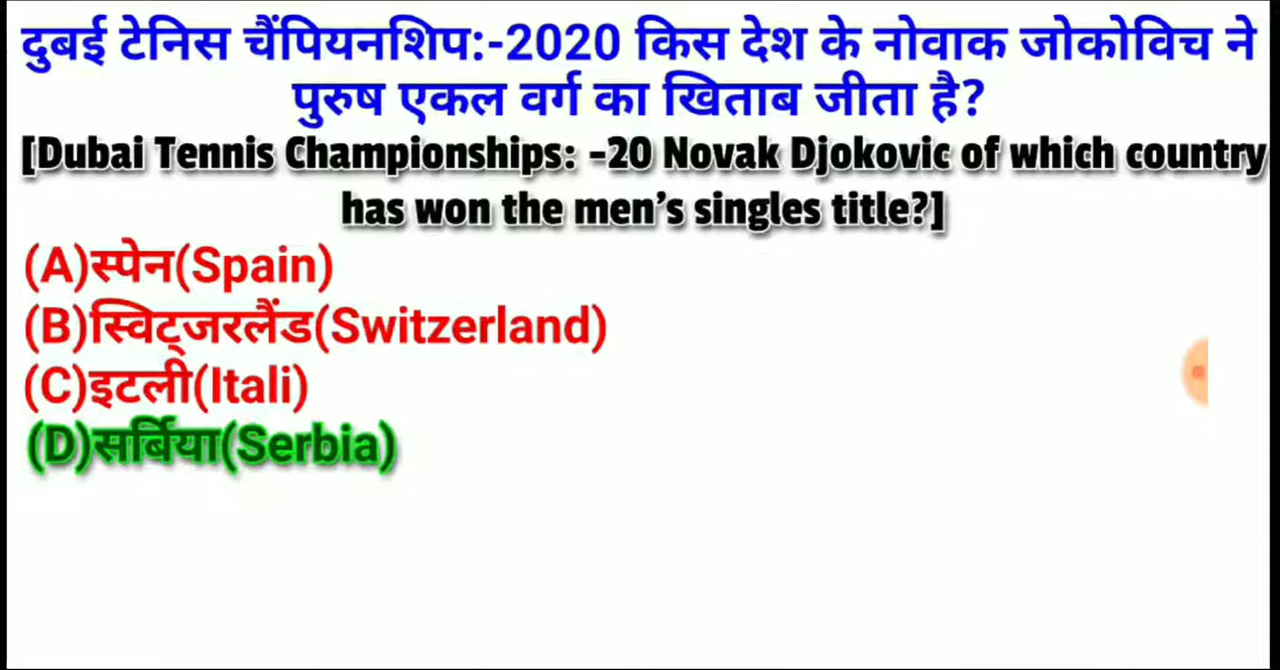 दुबई टेनिस चैंपियनशिप:-2020 किस देश के नोवाक जोकोविच ने
पुरुष एकल वर्ग का खिताब जीता है?
[Dubai Tennis Championships: -20 Novak Djokovic of which country
has won the men's singles title?]
(A)स्पेन(Spain)
(B)स्विट्जरलैंड(Switzerland)
(C)इटली(Itali)
(D)सर्बिया(Serbia)